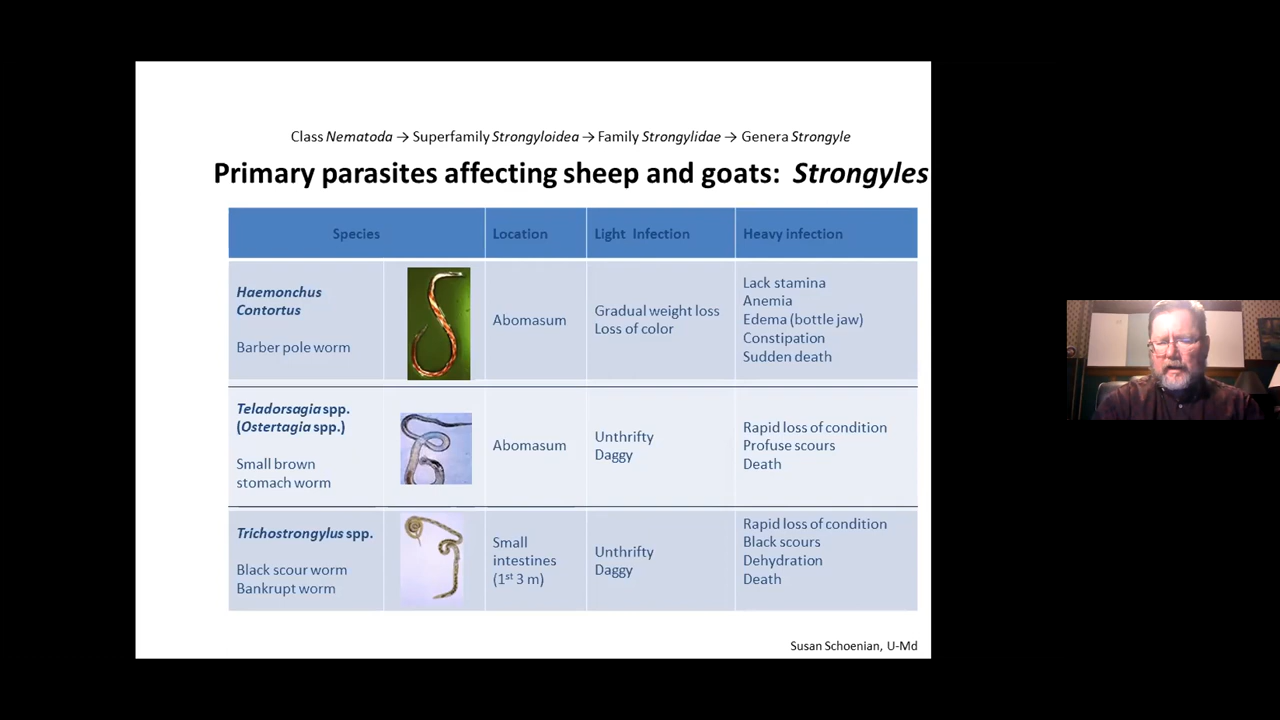 Class Nematoda → Superfamily Strongyloidea → Family Strongylidae → Genera Strongyle
Primary parasites affecting sheep and goats: Strongyles
Species
Location
Light Infection
Heavy infection
Haemonchus
Contortus
Barber pole worm
Abomasum
Gradual weight loss
Loss of color
Lack stamina
Anemia
Edema (bottle jaw)
Constipation
Sudden death
Teladorsagia spp.
(Ostertagia spp.)
Small brown
stomach worm
Abomasum
Unthrifty
Daggy
Rapid loss of condition
Profuse scours
Death
Trichostrongylus spp.
Black scour worm
Bankrupt worm
Small
intestines
(1st 3 m)
Unthrifty
Daggy
Rapid loss of condition
Black scours
Dehydration
Death
Susan Schoenian, U-Md